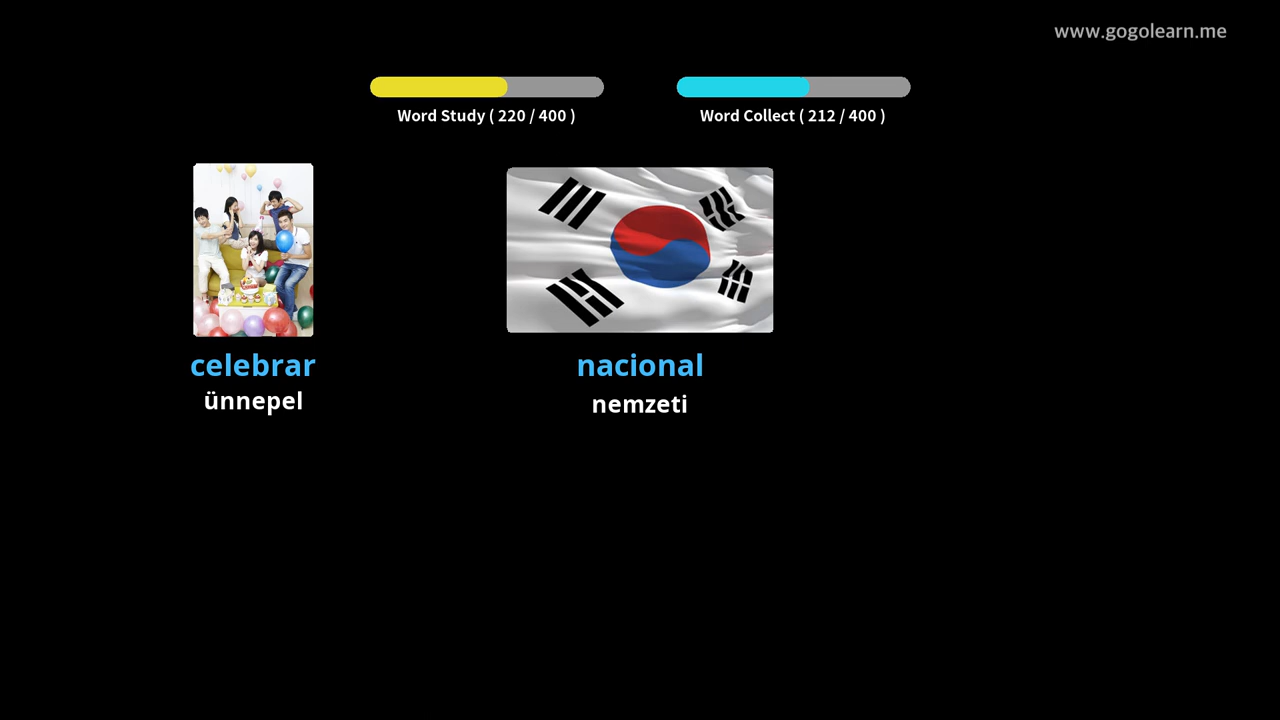 www.gogolearn.me
Word Study ( 220 / 400 )
Word Collect ( 212 / 400 )
celebrar
ünnepel
nacional
nemzeti